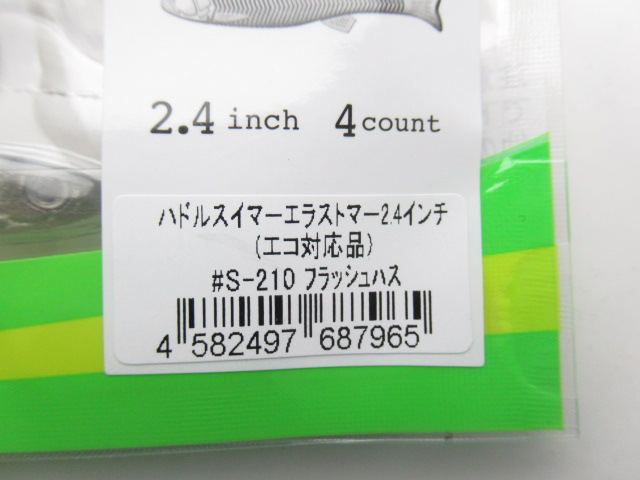 2.4 inch 4 count
ハドルスイマーエラストマー2.4インチ
(エコ対応品)
#S-210 フラッシュハス
4 582497 687965